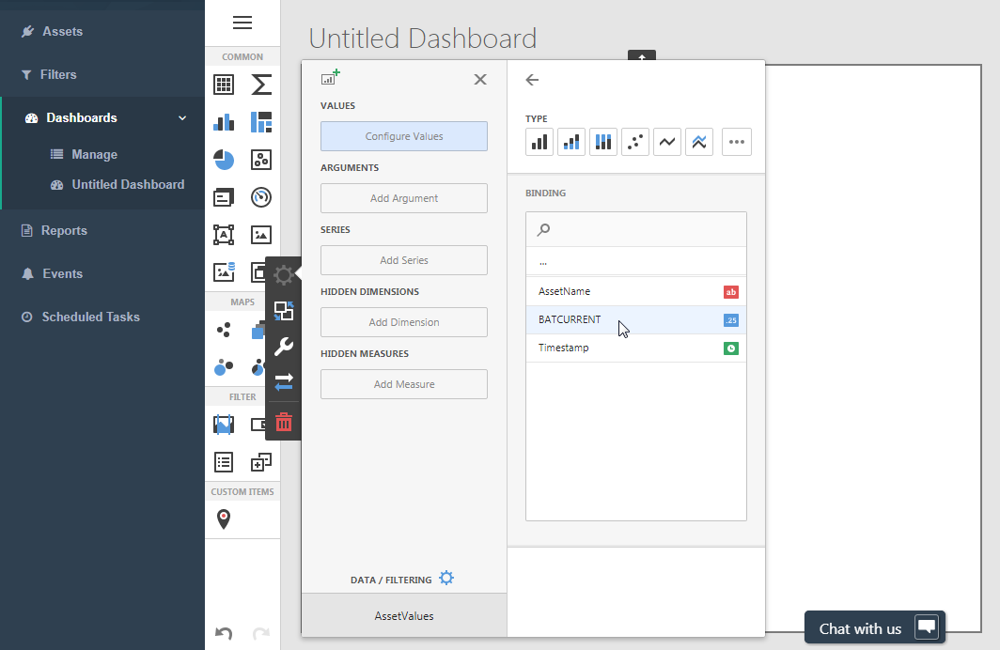 Assets
Filters
Dashboards
Manage
Untitled Dashboard
Reports
Events
Scheduled Tasks
COMMON
MAPS
FILTER
CUSTOM ITEMS
Untitled Dashboard
VALUES
Configure Values
ARGUMENTS
Add Argument
SERIES
Add Series
HIDDEN DIMENSIONS
Add Dimension
HIDDEN MEASURES
Add Measure
DATA / FILTERING
AssetValues
TYPE
BINDING
...
AssetName ab
BATCURRENT .25
Timestamp
Chat with us